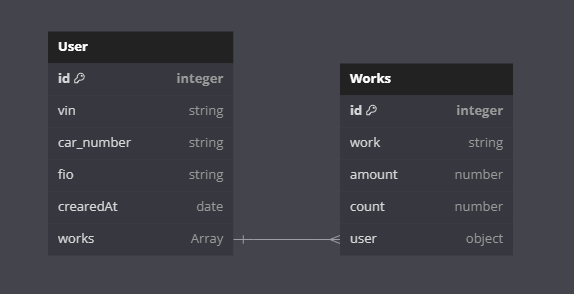 User
id integer
vin string
car_number string
fio string
crearedAt date
works Array
Works
id integer
work string
amount number
count number
user object